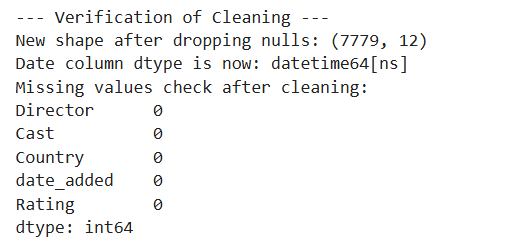 --- Verification of Cleaning ---
New shape after dropping nulls: (7779, 12)
Date column dtype is now: datetime64[ns]
Missing values check after cleaning:
Director      0
Cast          0
Country       0
date_added    0
Rating        0
dtype: int64